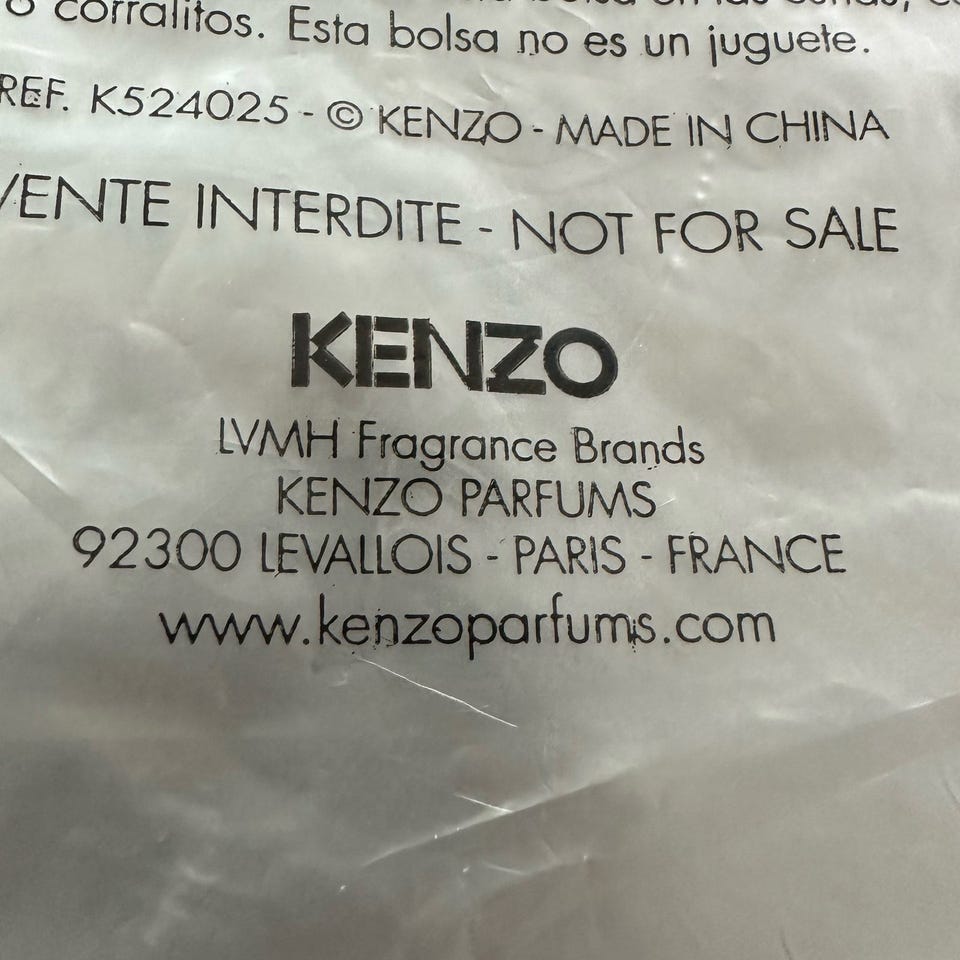 o corralitos. Esta bolsa no es un juguete.
REF. K524025 - © KENZO - MADE IN CHINA
VENTE INTERDITE - NOT FOR SALE
KENZO
LVMH Fragrance Brands
KENZO PARFUMS
92300 LEVALLOIS - PARIS - FRANCE
www.kenzoparfums.com